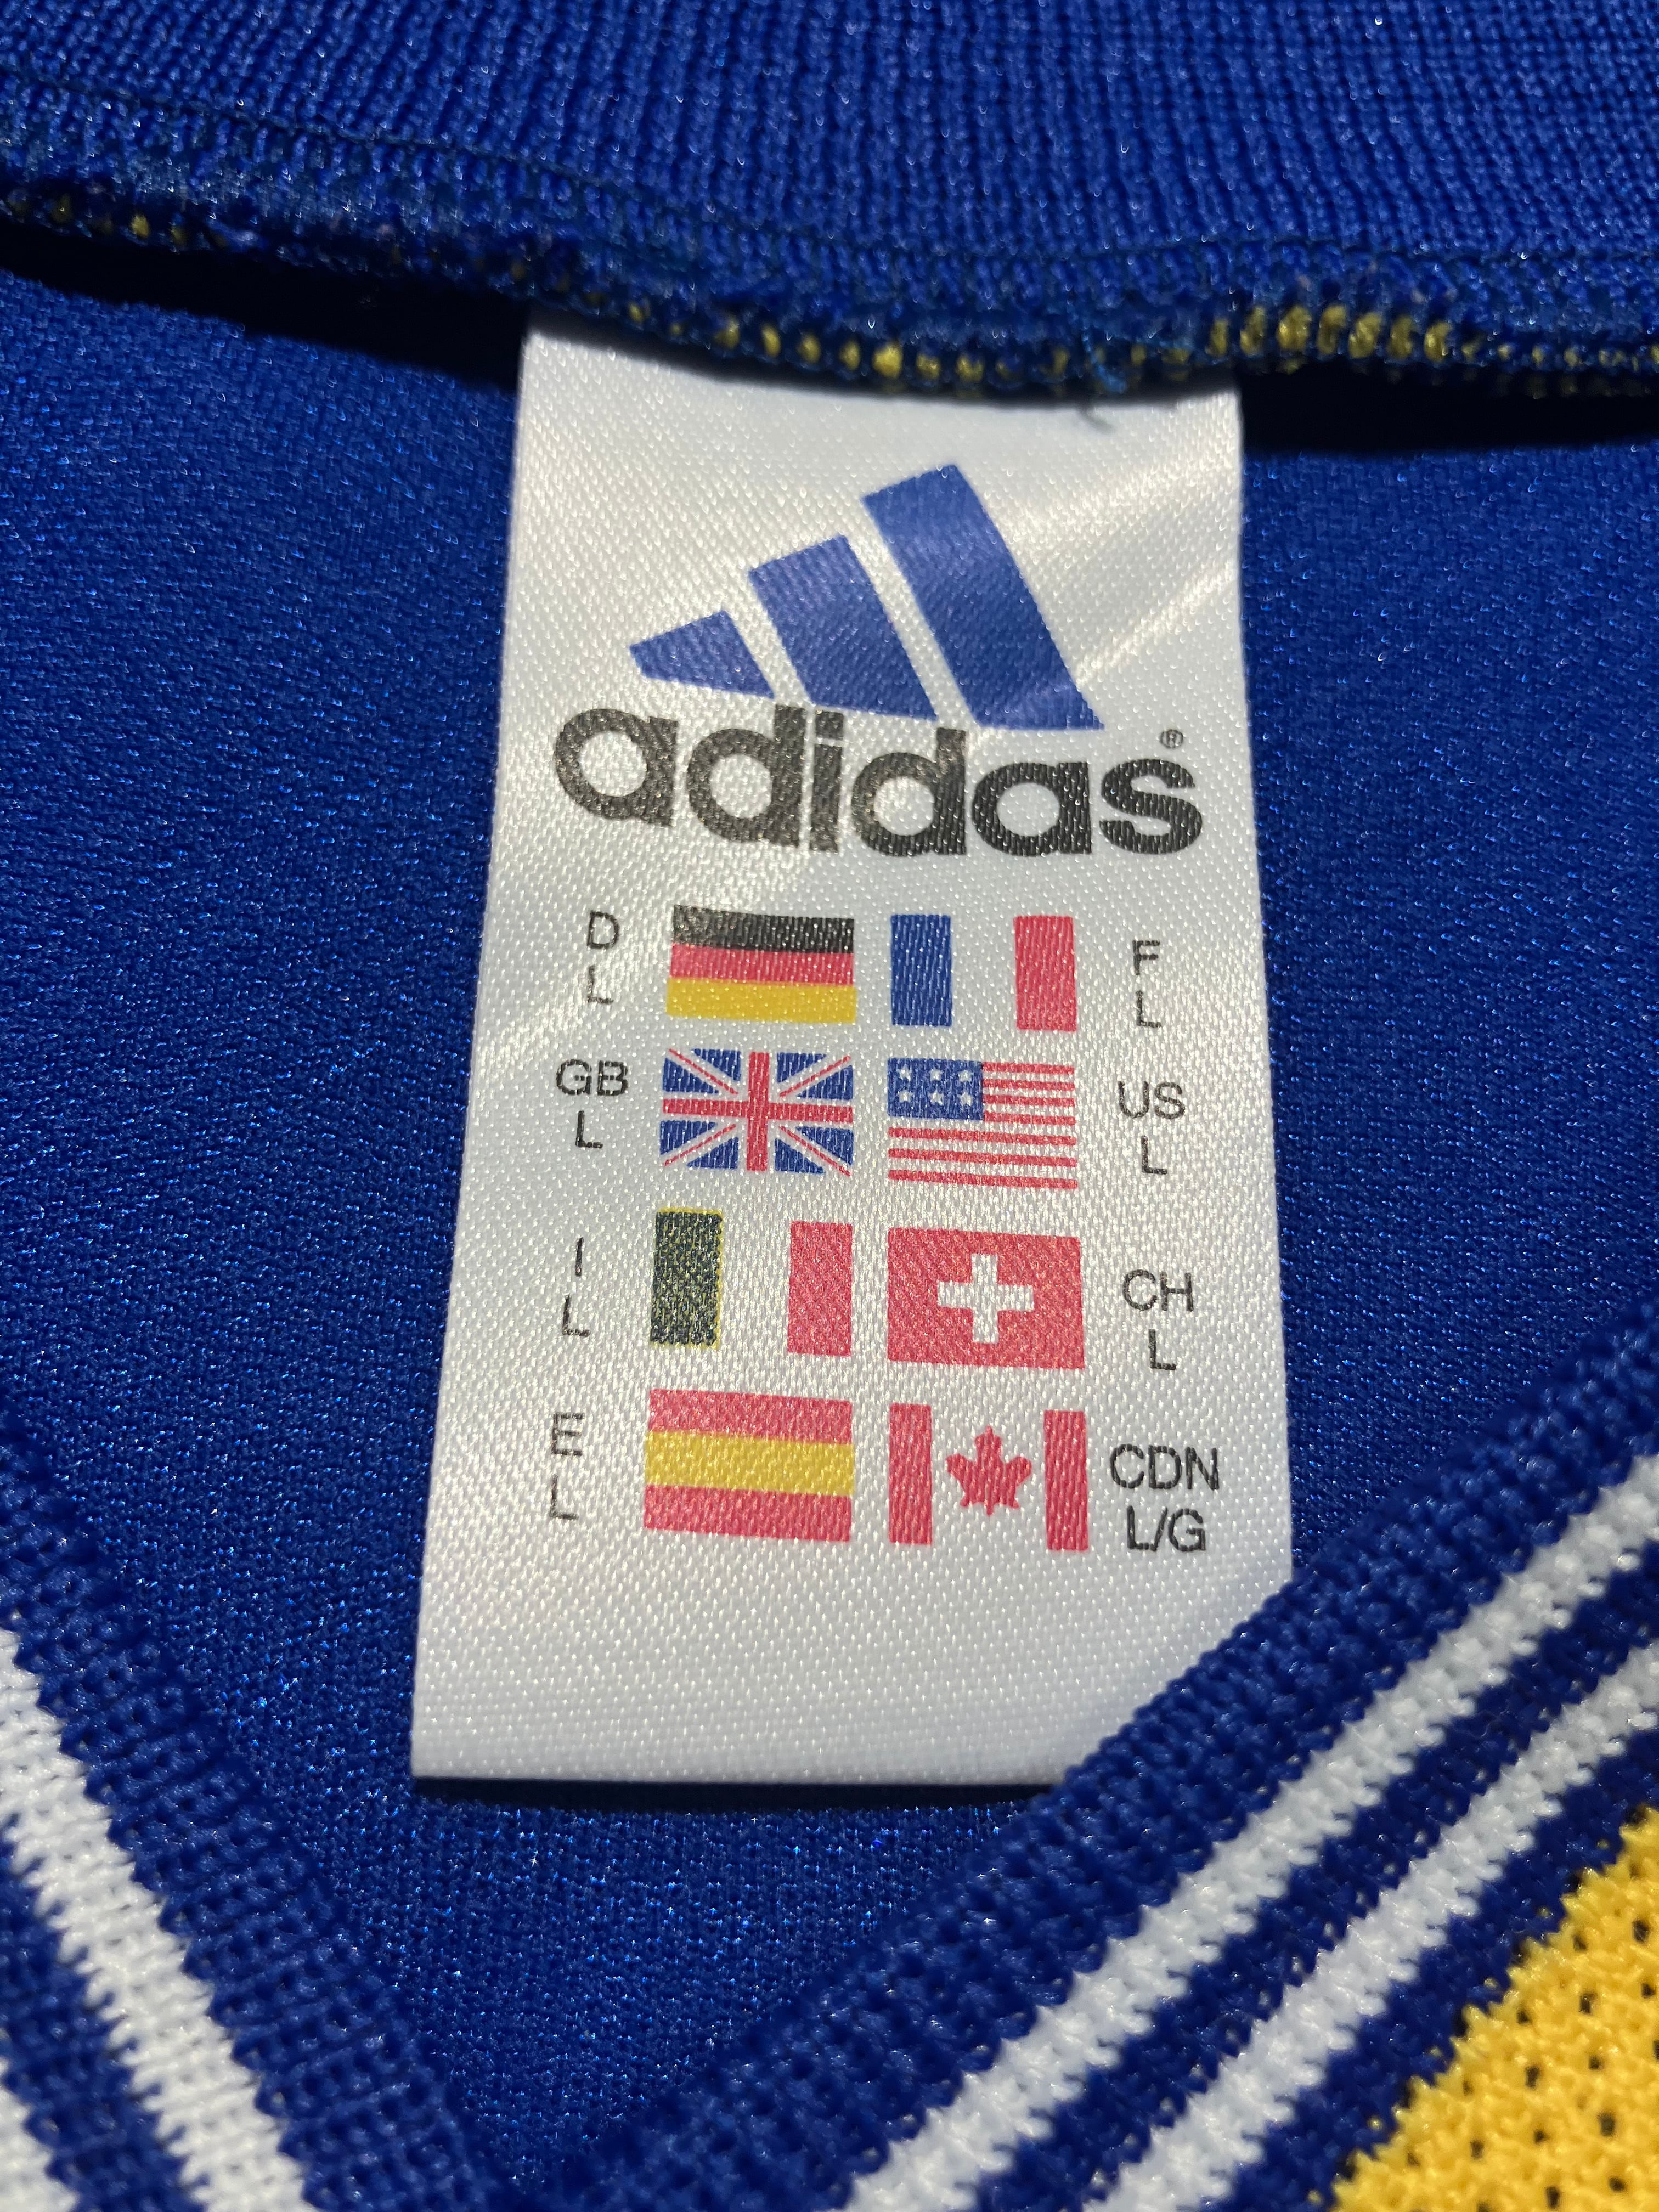 adidas®
D F
L L
GB US
L L
I CH
L L
E CDN
L L/G